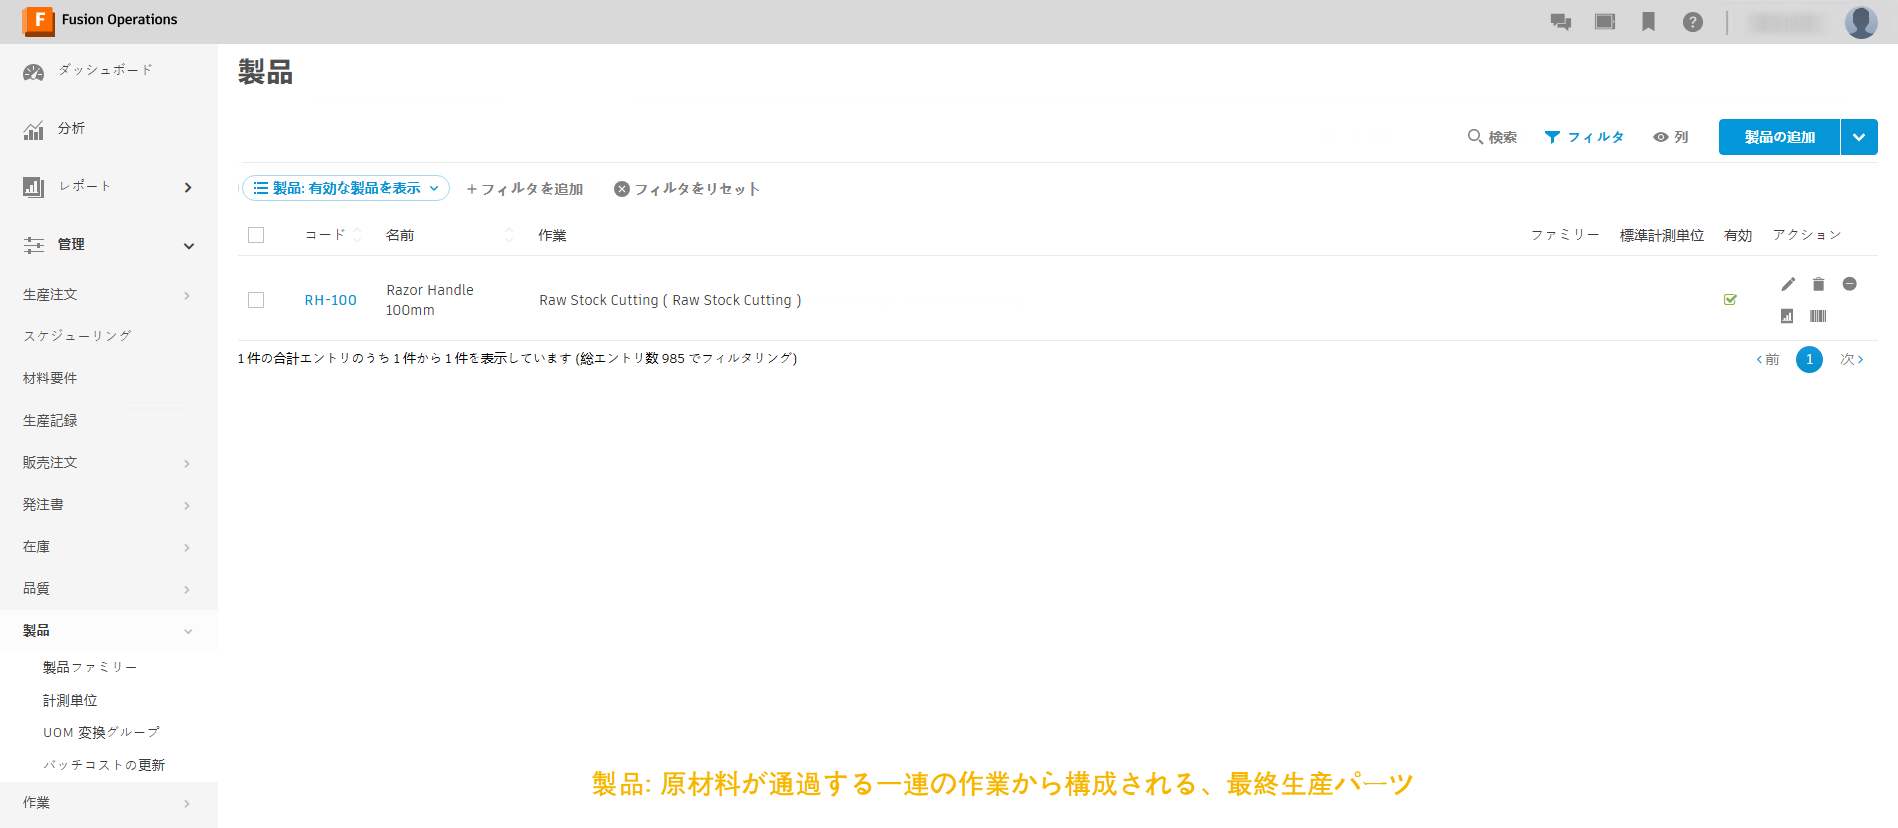 Fusion Operations
ダッシュボード
分析
レポート
管理
生産注文
スケジューリング
材料要件
生産記録
販売注文
発注書
在庫
品質
製品
製品ファミリー
計測単位
UOM 変換グループ
バッチコストの更新
作業
製品
検索 フィルタ 列 製品の追加
製品: 有効な製品を表示 +フィルタを追加 フィルタをリセット
コード 名前 作業 ファミリー 標準計測単位 有効 アクション
RH-100 Razor Handle 100mm Raw Stock Cutting ( Raw Stock Cutting )
1 件の合計エントリのうち 1 件から 1 件を表示しています (総エントリ数 985 でフィルタリング)
前 1 次
製品: 原材料が通過する一連の作業から構成される、最終生産パーツ